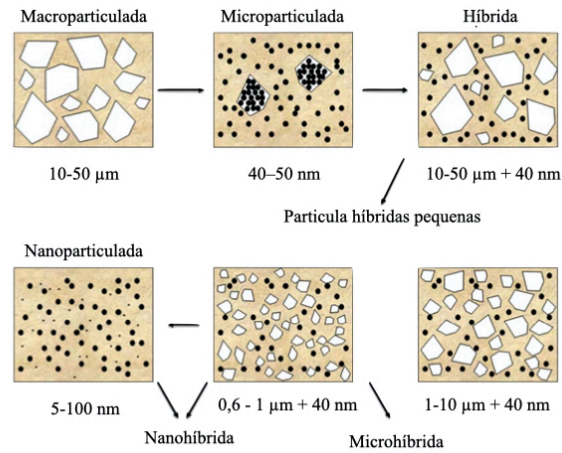 Macroparticulada
Microparticulada
Híbrida
10-50 µm
40–50 nm
10-50 µm + 40 nm
Particula híbridas pequenas
Nanoparticulada
5-100 nm
0,6 - 1 µm + 40 nm
1-10 µm + 40 nm
Nanohíbrida
Microhíbrida